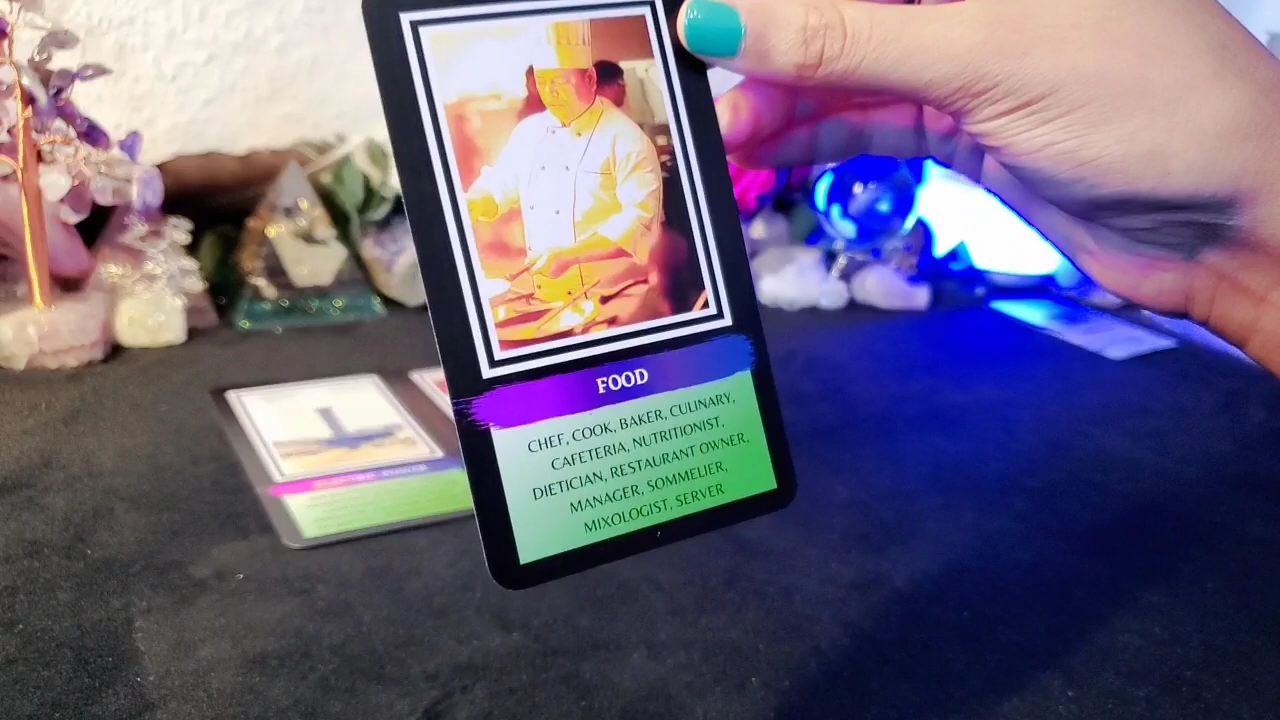 FOOD
CHEF, COOK, BAKER, CULINARY,
CAFETERIA, NUTRITIONIST,
DIETICIAN, RESTAURANT OWNER,
MANAGER, SOMMELIER,
MIXOLOGIST, SERVER